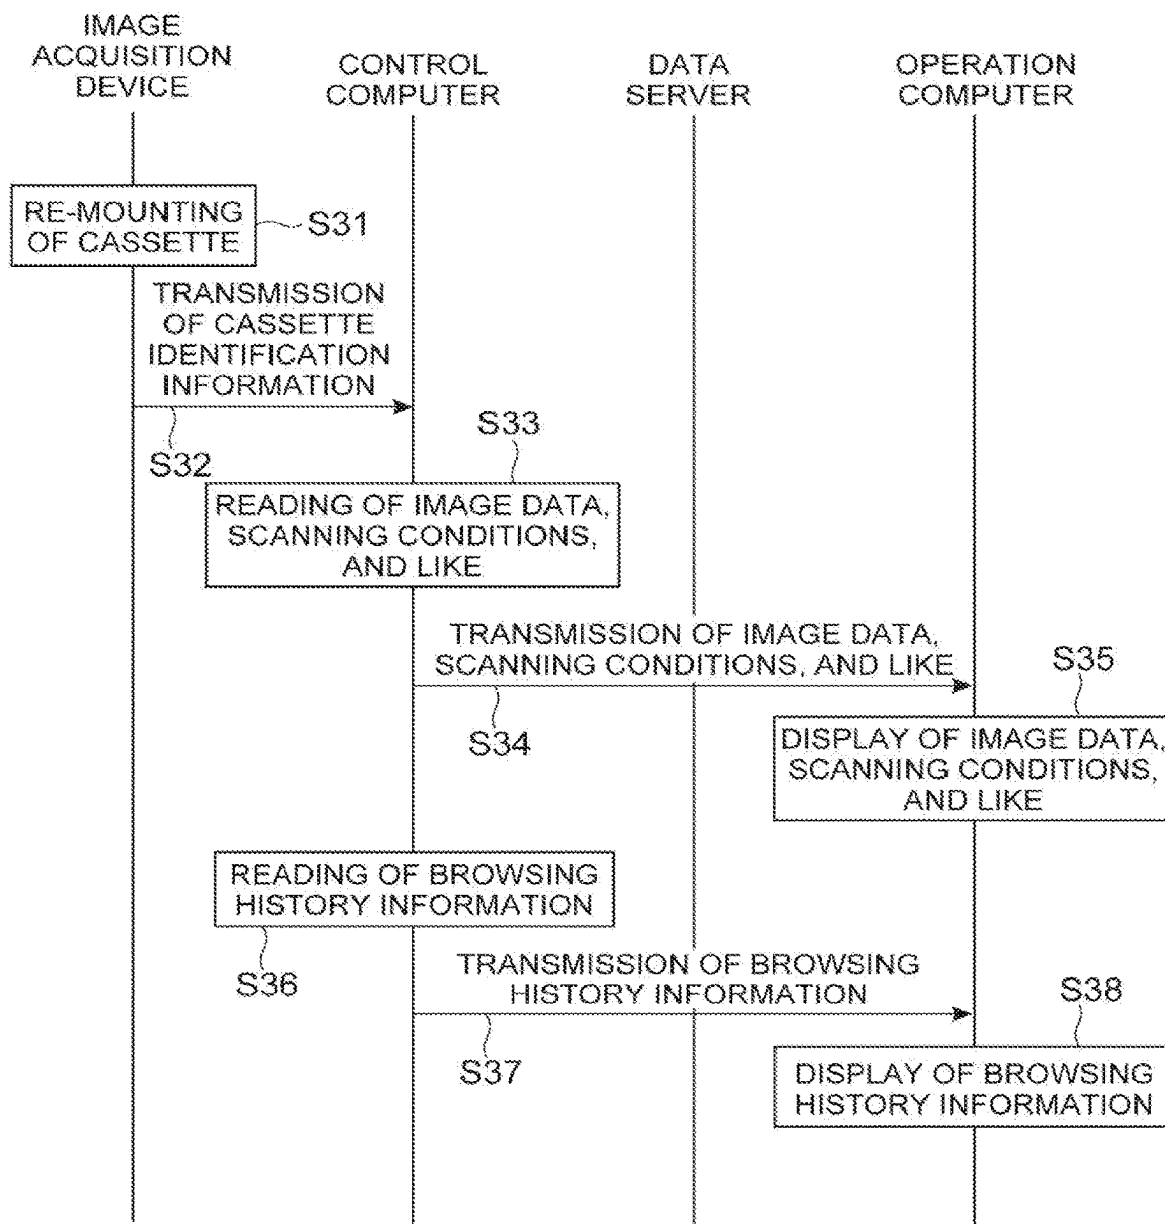 IMAGE
ACQUISITION
DEVICE
CONTROL
COMPUTER
DATA
SERVER
OPERATION
COMPUTER
RE-MOUNTING
OF CASSETTE
S31
TRANSMISSION
OF CASSETTE
IDENTIFICATION
INFORMATION
S32
S33
READING OF IMAGE DATA,
SCANNING CONDITIONS,
AND LIKE
TRANSMISSION OF IMAGE DATA,
SCANNING CONDITIONS, AND LIKE
S34
S35
DISPLAY OF IMAGE DATA,
SCANNING CONDITIONS,
AND LIKE
READING OF BROWSING
HISTORY INFORMATION
S36
TRANSMISSION OF BROWSING
HISTORY INFORMATION
S37
S38
DISPLAY OF BROWSING
HISTORY INFORMATION